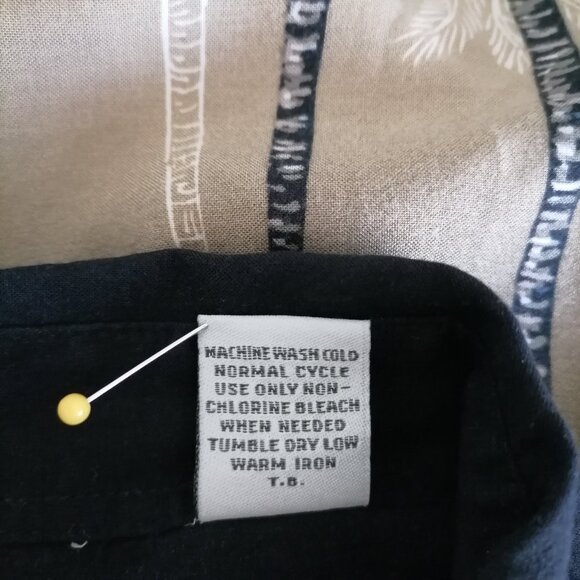 MACHINE WASH COLD
NORMAL CYCLE
USE ONLY NON-
CHLORINE BLEACH
WHEN NEEDED
TUMBLE DRY LOW
WARM IRON
T.B.